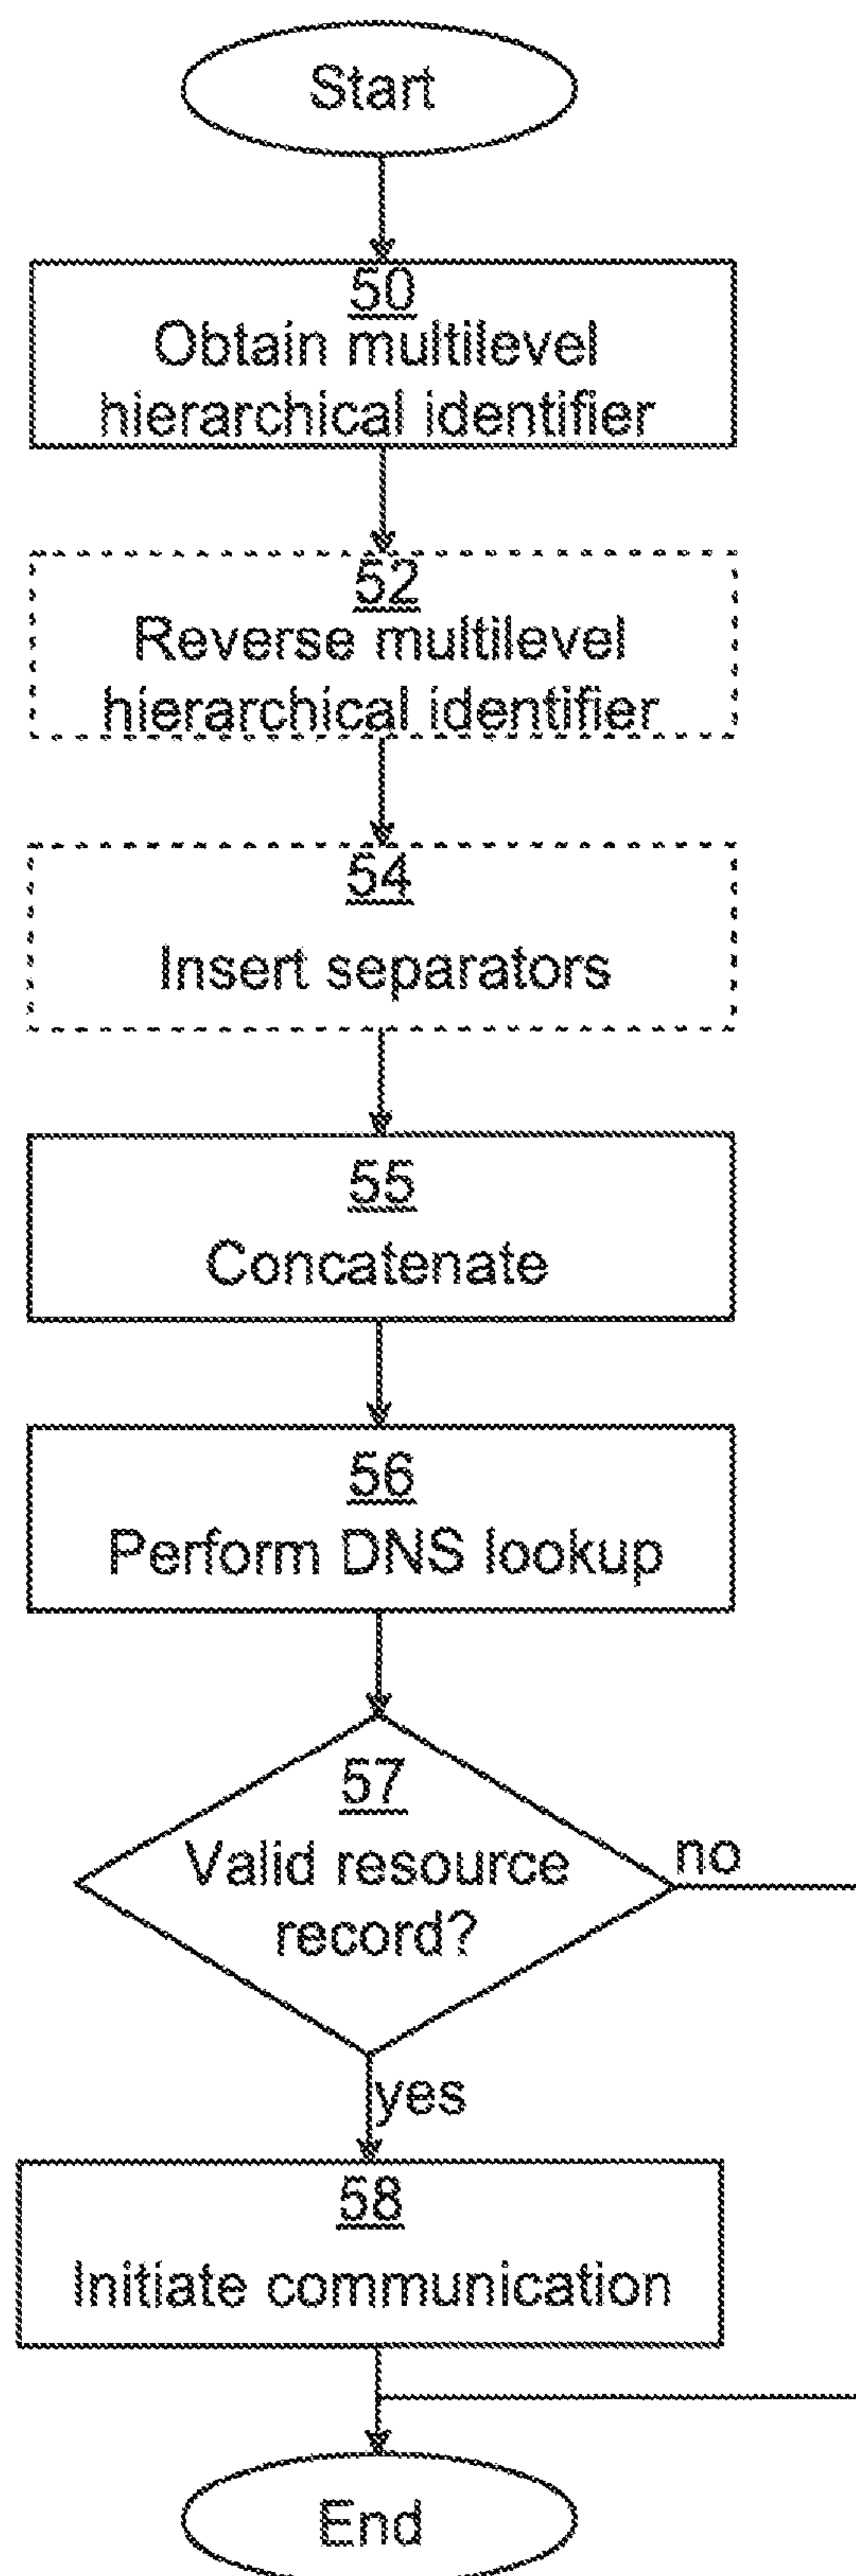 Start
50
Obtain multilevel
hierarchical identifier
52
Reverse multilevel
hierarchical identifier
54
Insert separators
55
Concatenate
56
Perform DNS lookup
57
Valid resource
record?
no
yes
58
Initiate communication
End